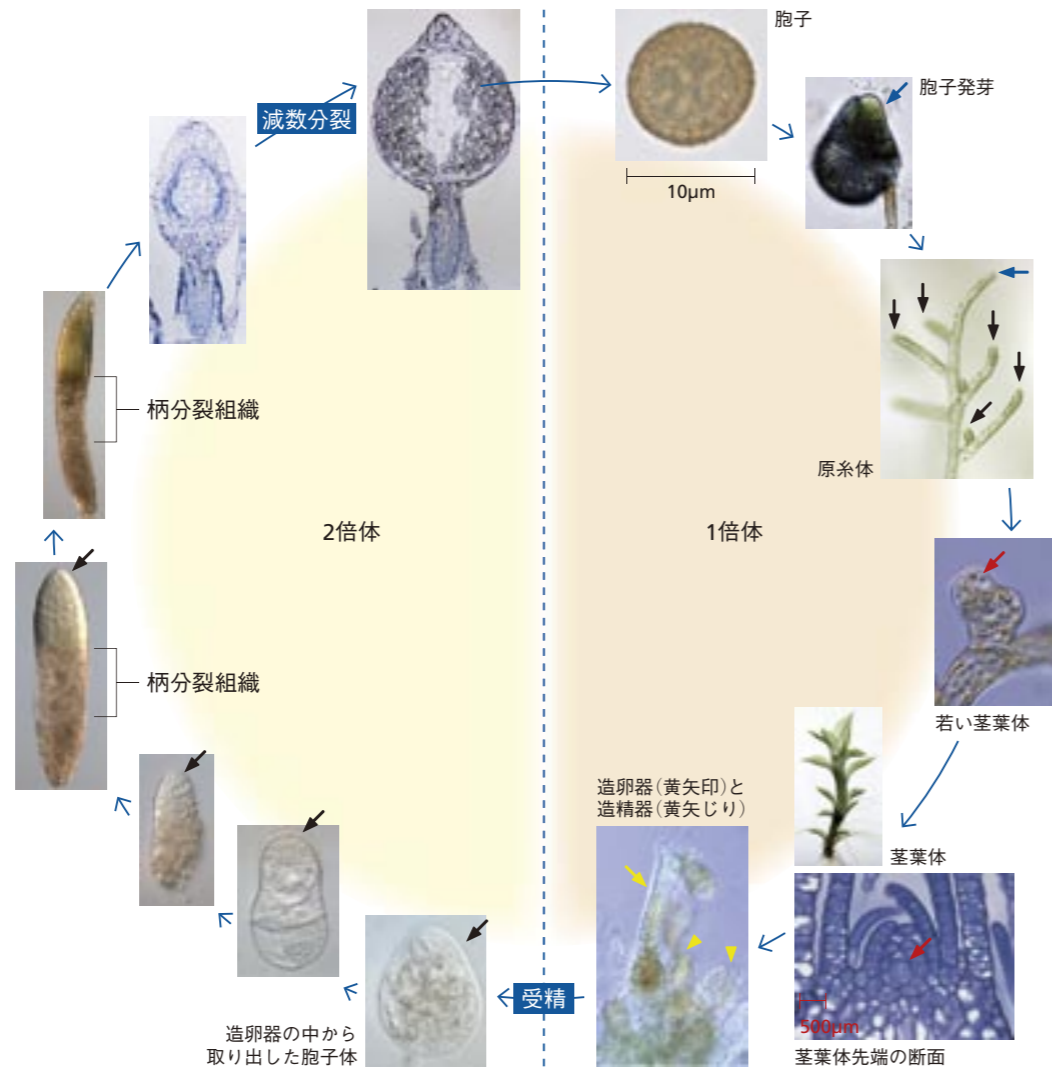 胞子
胞子発芽
減数分裂
10μm
原糸体
柄分裂組織
2倍体
1倍体
柄分裂組織
若い茎葉体
造卵器(黄矢印)と
造精器(黄矢じり)
茎葉体
受精
500μm
造卵器の中から
取り出した胞子体
茎葉体先端の断面